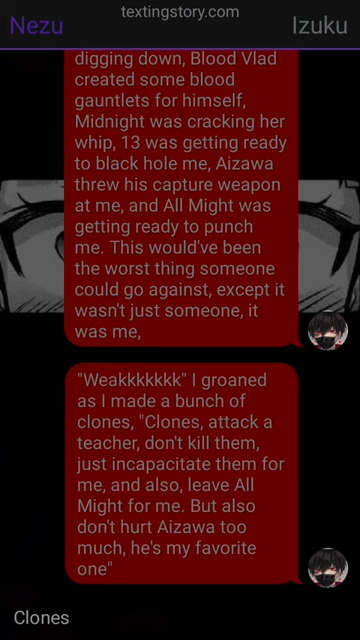 textingstory.com
Nezu
Izuku
digging down, Blood Vlad
created some blood
gauntlets for himself,
Midnight was cracking her
whip, 13 was getting ready
to black hole me, Aizawa
threw his capture weapon
at me, and All Might was
getting ready to punch
me. This would've been
the worst thing someone
could go against, except it
wasn't just someone, it
was me,
"Weakkkkkkk" I groaned
as I made a bunch of
clones, "Clones, attack a
teacher, don't kill them,
just incapacitate them for
me, and also, leave All
Might for me. But also
don't hurt Aizawa too
much, he's my favorite
one"
Clones